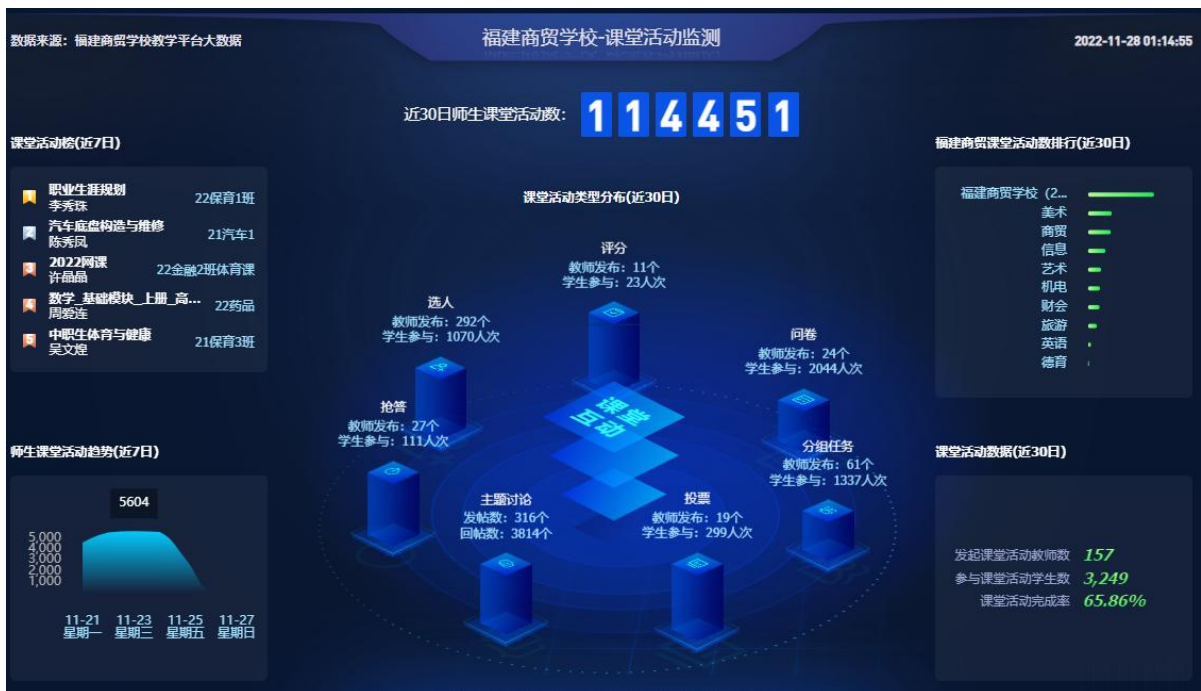 数据来源：福建商贸学校教学平台大数据
福建商贸学校-课堂活动监测
2022-11-28 01:14:55
近30日师生课堂活动数：
114451
课堂活动榜(近7日)
1
职业生涯规划
李秀珠
22保育1班
2
汽车底盘构造与维修
陈秀凤
21汽车1
3
2022网课
许晶晶
22金融2班体育课
4
数学_基础模块_上册_高...
周爱连
22药品
5
中职生体育与健康
吴文煌
21保育3班
师生课堂活动趋势(近7日)
5604
5,000
4,000
3,000
2,000
1,000
11-21
星期一
11-23
星期三
11-25
星期五
11-27
星期日
课堂活动类型分布(近30日)
评分
教师发布：11个
学生参与：23人次
选人
教师发布：292个
学生参与：1070人次
问卷
教师发布：24个
学生参与：2044人次
抢答
教师发布：27个
学生参与：111人次
课堂
互动
分组任务
教师发布：61个
学生参与：1337人次
主题讨论
发帖数：316个
回帖数：3814个
投票
教师发布：19个
学生参与：299人次
福建商贸课堂活动数排行(近30日)
福建商贸学校（2...
美术
商贸
信息
艺术
机电
财会
旅游
英语
德育
课堂活动数据(近30日)
发起课堂活动教师数 157
参与课堂活动学生数 3,249
课堂活动完成率 65.86%